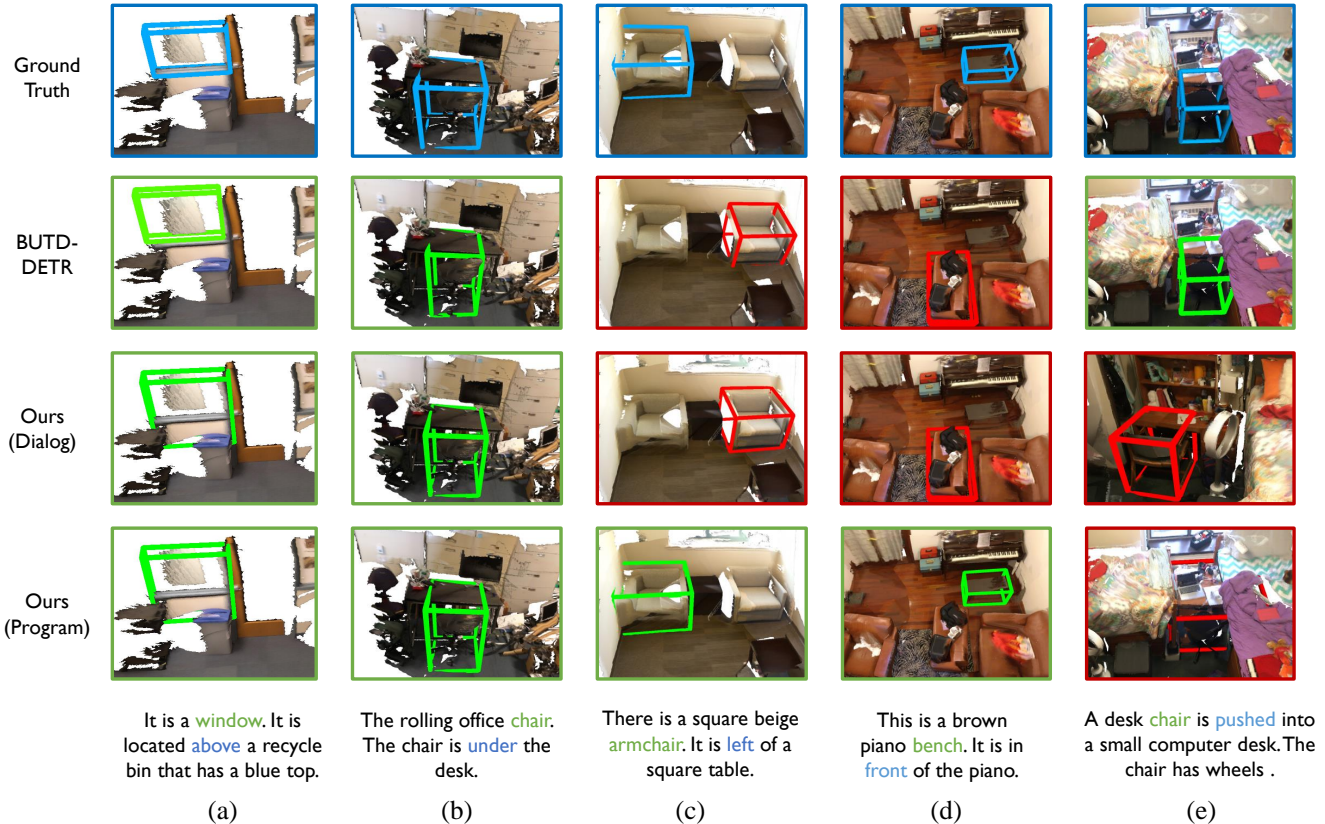 Ground
Truth
BUTD-
DETR
Ours
(Dialog)
Ours
(Program)
It is a window. It is
located above a recycle
bin that has a blue top.
The rolling office chair.
The chair is under the
desk.
There is a square beige
armchair. It is left of a
square table.
This is a brown
piano bench. It is in
front of the piano.
A desk chair is pushed into
a small computer desk. The
chair has wheels .
(a)
(b)
(c)
(d)
(e)